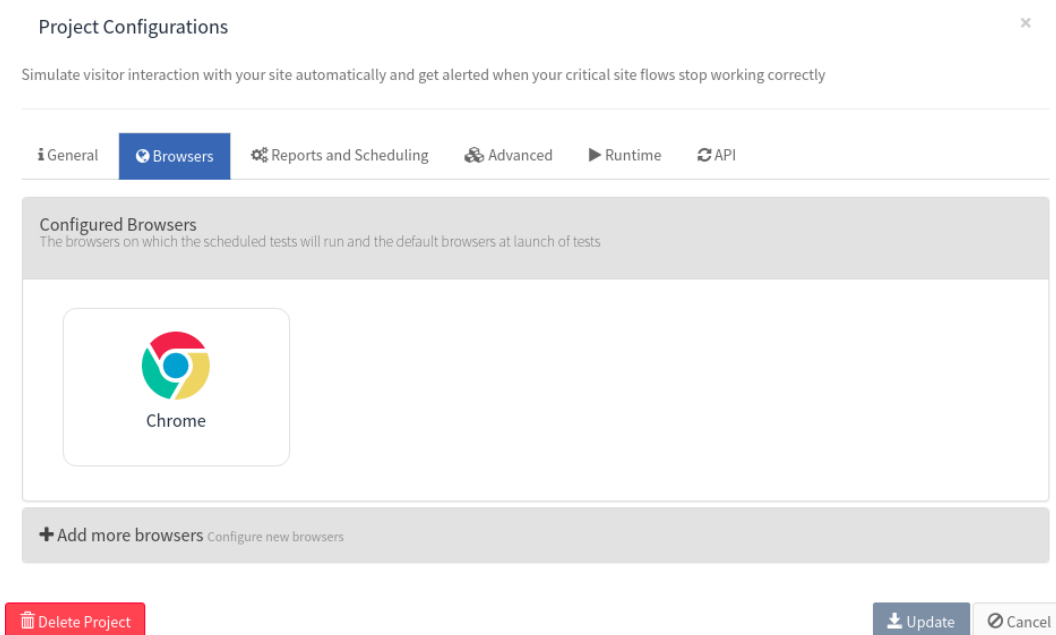 Project Configurations
×
Simulate visitor interaction with your site automatically and get alerted when your critical site flows stop working correctly
General Browsers Reports and Scheduling Advanced Runtime API
Configured Browsers
The browsers on which the scheduled tests will run and the default browsers at launch of tests
Chrome
Add more browsers Configure new browsers
Delete Project Update Cancel